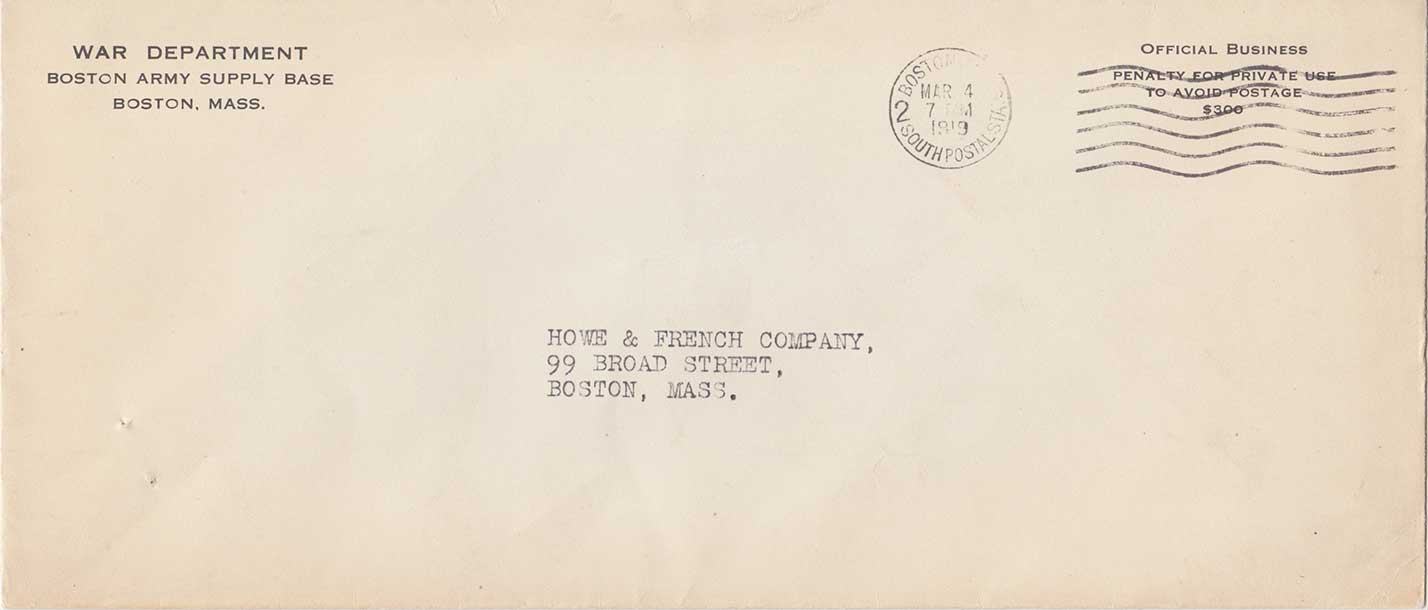 WAR DEPARTMENT
BOSTON ARMY SUPPLY BASE
BOSTON, MASS.
BOSTON
MAR 4
7 M
1919
2
SOUTH POSTAL STA.
OFFICIAL BUSINESS
PENALTY FOR PRIVATE USE
TO AVOID POSTAGE
$300
HOWE & FRENCH COMPANY,
99 BROAD STREET,
BOSTON, MASS.